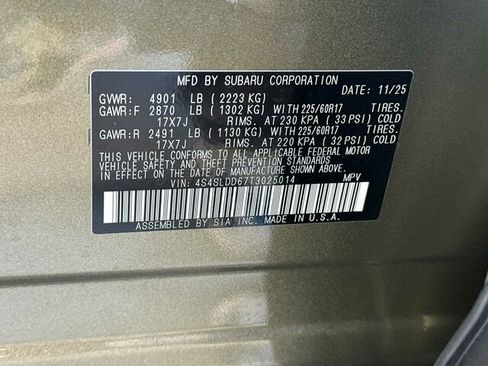 MFD BY SUBARU CORPORATION DATE: 11/25
GVWR: 4901 LB ( 2223 KG)
GAWR:F 2870 LB ( 1302 KG) WITH 225/60R17 TIRES.
17X7J RIMS. AT 230 KPA ( 33 PSI) COLD
GAWR:R 2491 LB ( 1130 KG) WITH 225/60R17 TIRES.
17X7J RIMS. AT 220 KPA ( 32 PSI) COLD
THIS VEHICLE CONFORMS TO ALL APPLICABLE FEDERAL MOTOR
VEHICLE SAFETY AND THEFT PREVENTION STANDARDS
IN EFFECT ON THE DATE OF MANUFACTURE SHOWN ABOVE.
VIN: 4S4SLDD67T3025014 MPV
ASSEMBLED BY SIA INC. MADE IN U.S.A.